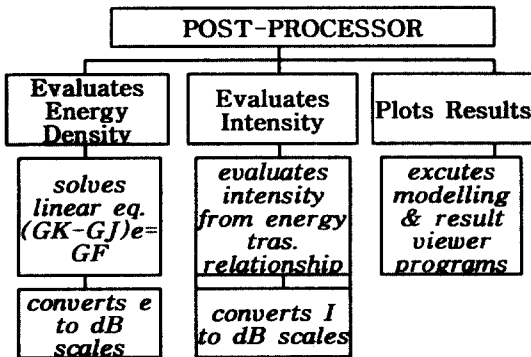 POST-PROCESSOR
Evaluates
Energy
Density
Evaluates
Intensity
Plots Results
solves
linear eq.
(GK-GJ)e=
GF
evaluates
intensity
from energy
tras.
relationship
excutes
modelling
& result
viewer
programs
converts e
to dB
scales
converts I
to dB scales